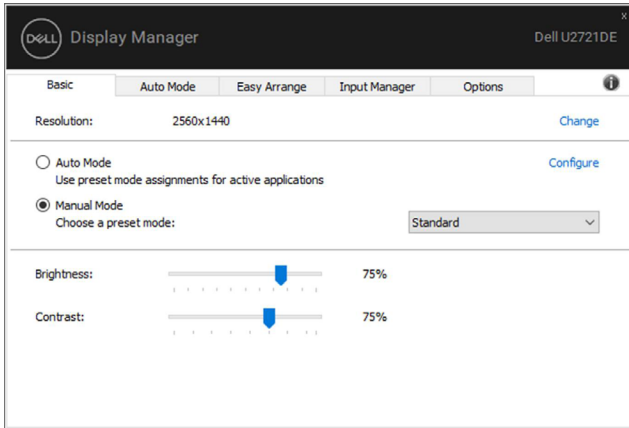 DELL Display Manager
x
Dell U2721DE
Basic Auto Mode Easy Arrange Input Manager Options i
Resolution: 2560x1440 Change
Auto Mode Configure
Use preset mode assignments for active applications
Manual Mode
Choose a preset mode: Standard
Brightness: 75%
Contrast: 75%